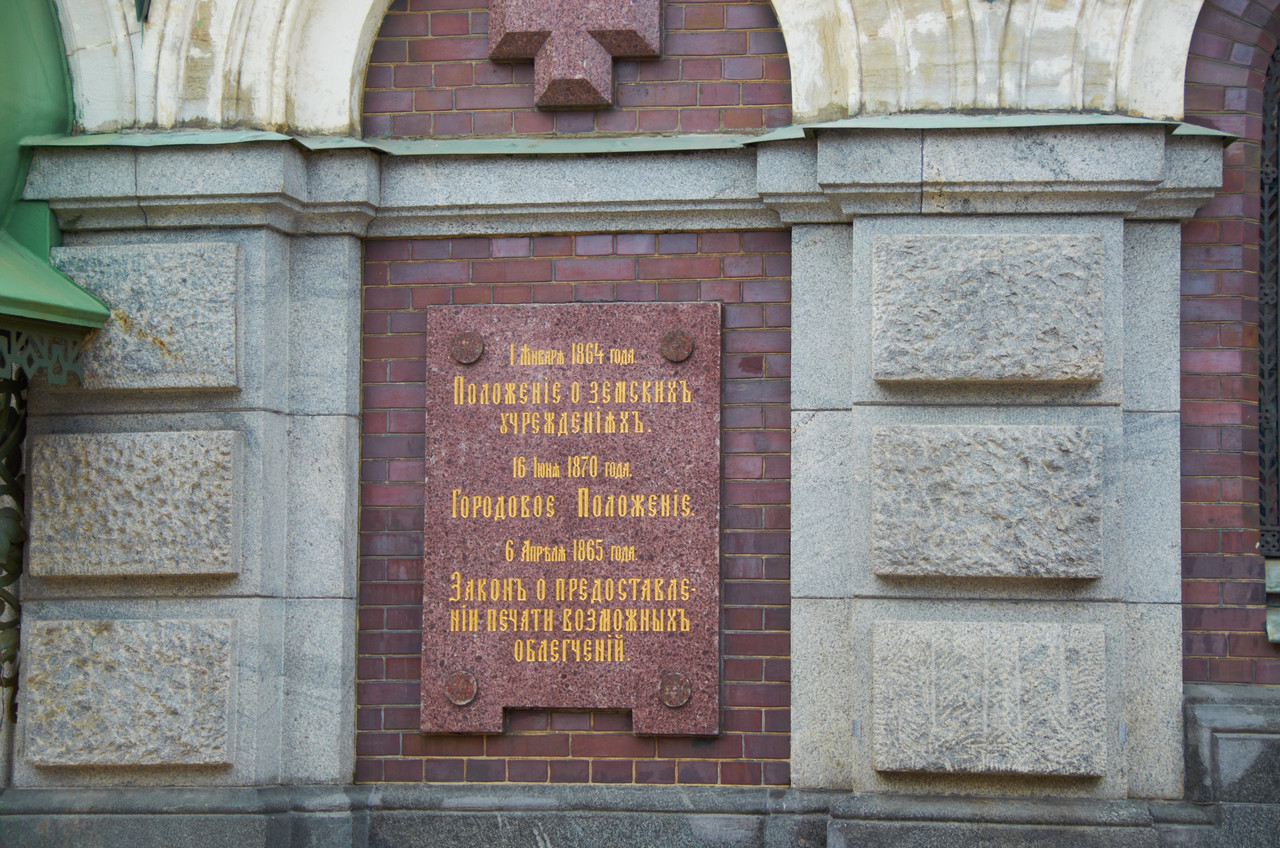 1 Января 1864 года.
Положеніе о земскихъ
учрежденіяхъ.
16 Іюня 1870 года.
Городовое Положеніе.
6 Апрѣля 1865 года.
Законъ о предоставле-
ніи печати возможныхъ
облегченій.